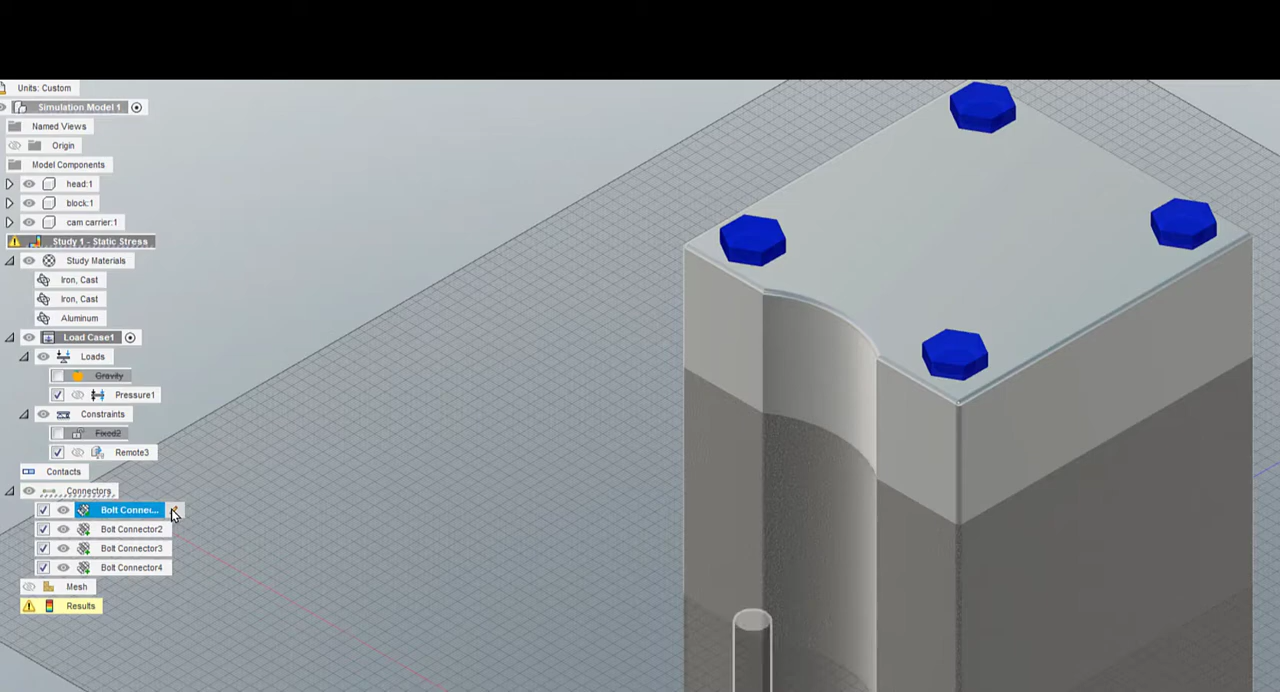 Units: Custom
Simulation Model 1
Named Views
Origin
Model Components
head:1
block:1
cam carrier:1
Study 1 - Static Stress
Study Materials
Iron, Cast
Iron, Cast
Aluminum
Load Case1
Loads
Gravity
Pressure1
Constraints
Fixed2
Remote3
Contacts
Connectors
Bolt Connec...
Bolt Connector2
Bolt Connector3
Bolt Connector4
Mesh
Results